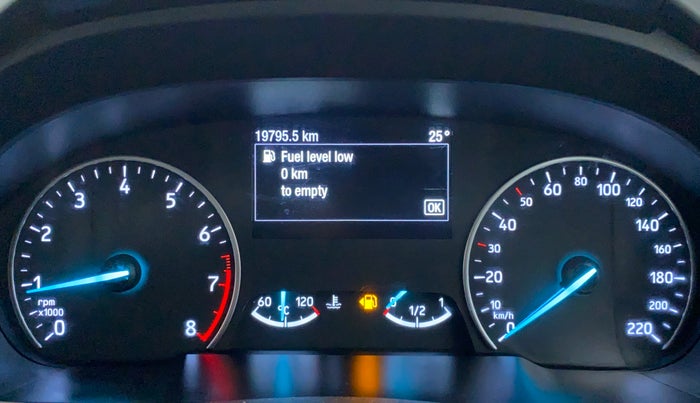 19795.5 km 25°
Fuel level low
0 km
to empty
OK
0 1 2 3 4 5 6 7 8
rpm
x1000
60 120
°C
0 1/2 1
0 10 20 30 40 50 60 80 100 120 140 160 180 200 220
km/h